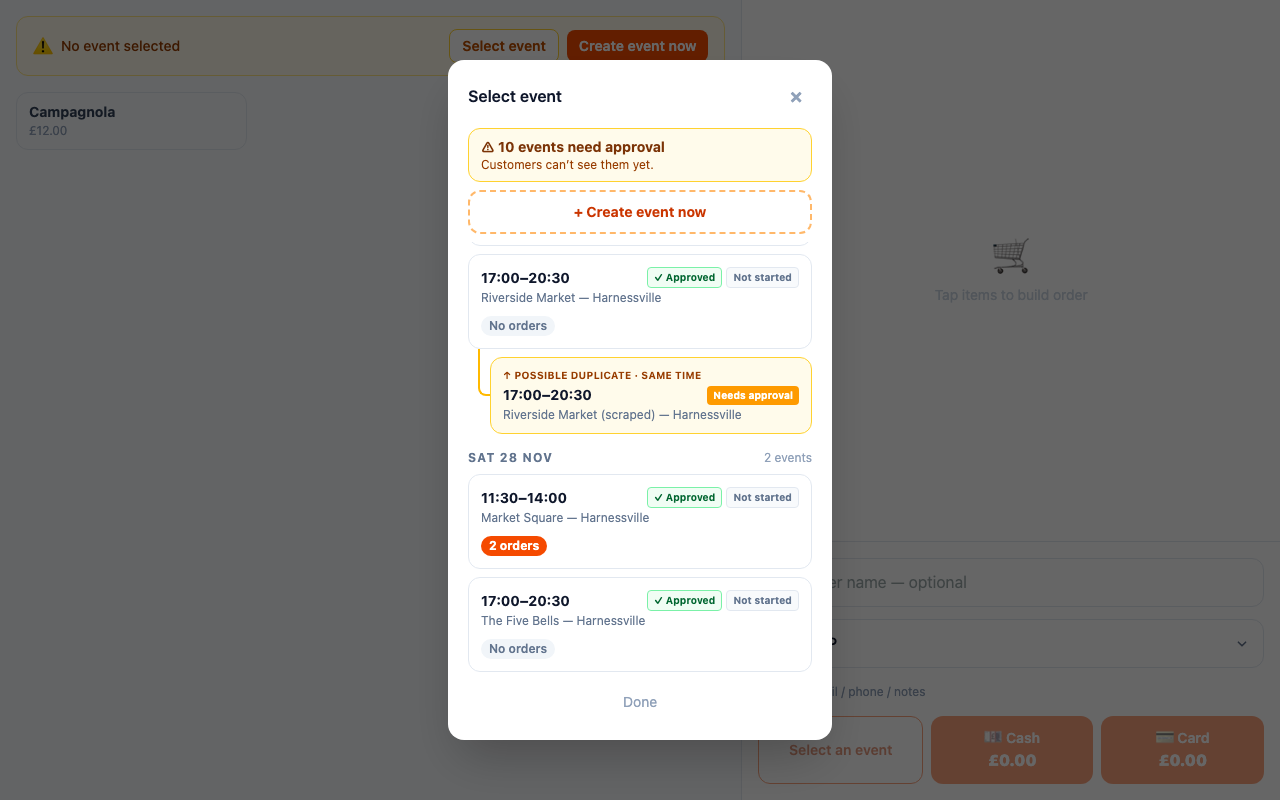 No event selected
Select event
Create event now
Campagnola
£12.00
Select event
10 events need approval
Customers can't see them yet.
+ Create event now
17:00–20:30
✓ Approved
Not started
Riverside Market — Harnessville
No orders
↑ POSSIBLE DUPLICATE · SAME TIME
17:00–20:30
Needs approval
Riverside Market (scraped) — Harnessville
SAT 28 NOV
2 events
11:30–14:00
✓ Approved
Not started
Market Square — Harnessville
2 orders
17:00–20:30
✓ Approved
Not started
The Five Bells — Harnessville
No orders
Done
Tap items to build order
name — optional
/ phone / notes
Select an event
Cash
£0.00
Card
£0.00